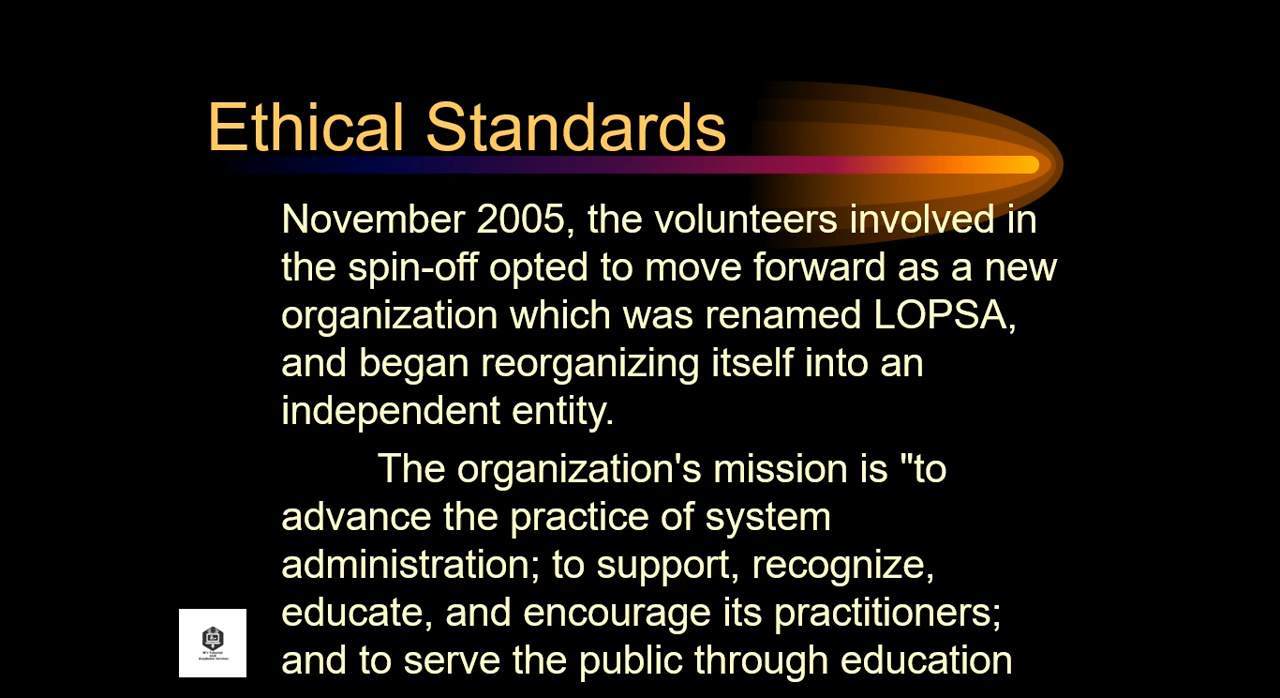 Ethical Standards
November 2005, the volunteers involved in
the spin-off opted to move forward as a new
organization which was renamed LOPSA,
and began reorganizing itself into an
independent entity.
The organization's mission is "to
advance the practice of system
administration; to support, recognize,
educate, and encourage its practitioners;
and to serve the public through education